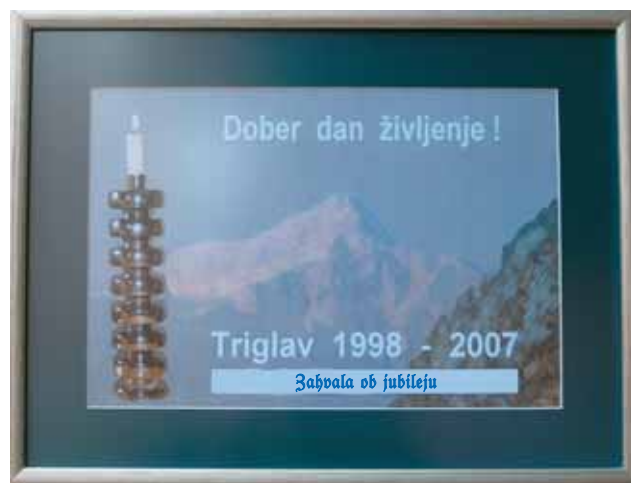 Dober dan življenje !
Triglav 1998 - 2007
Zahvala ob jubileju